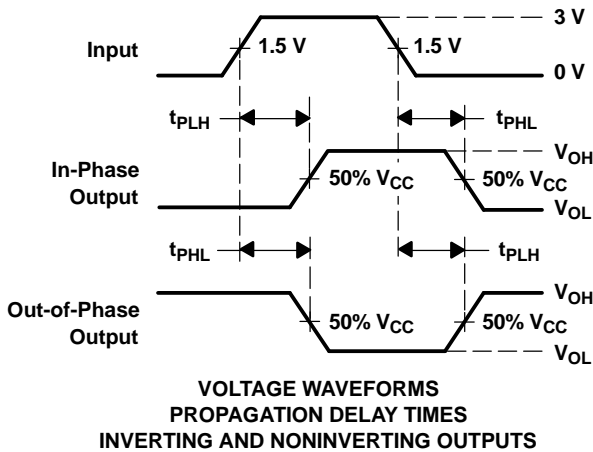 3 V
Input
1.5 V
1.5 V
0 V
tPLH
tPHL
VOH
In-Phase
Output
50% VCC
50% VCC
VOL
tPHL
tPLH
VOH
Out-of-Phase
Output
50% VCC
50% VCC
VOL
VOLTAGE WAVEFORMS
PROPAGATION DELAY TIMES
INVERTING AND NONINVERTING OUTPUTS